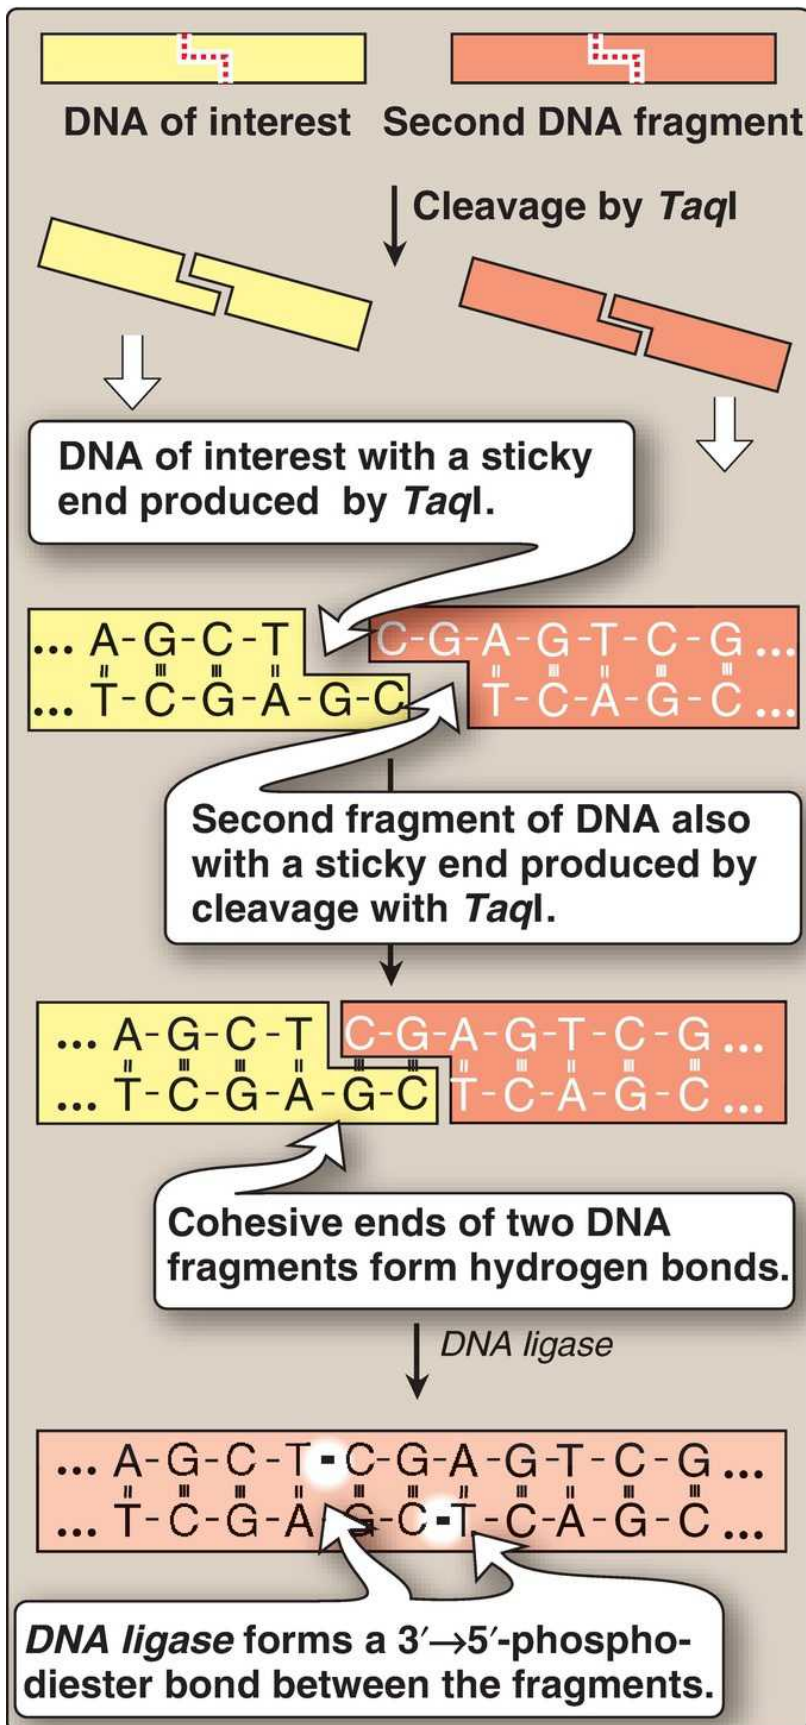 DNA of interest Second DNA fragment
Cleavage by TaqI
DNA of interest with a sticky
end produced by TaqI.
... A-G-C-T C-G-A-G-T-C-G...
... T-C-G-A-G-C T-C-A-G-C...
Second fragment of DNA also
with a sticky end produced by
cleavage with TaqI.
... A-G-C-T C-G-A-G-T-C-G...
... T-C-G-A-G-C T-C-A-G-C...
Cohesive ends of two DNA
fragments form hydrogen bonds.
DNA ligase
... A-G-C-T-C-G-A-G-T-C-G...
... T-C-G-A-G-C-T-C-A-G-C...
DNA ligase forms a 3′→5′-phospho-
diester bond between the fragments.